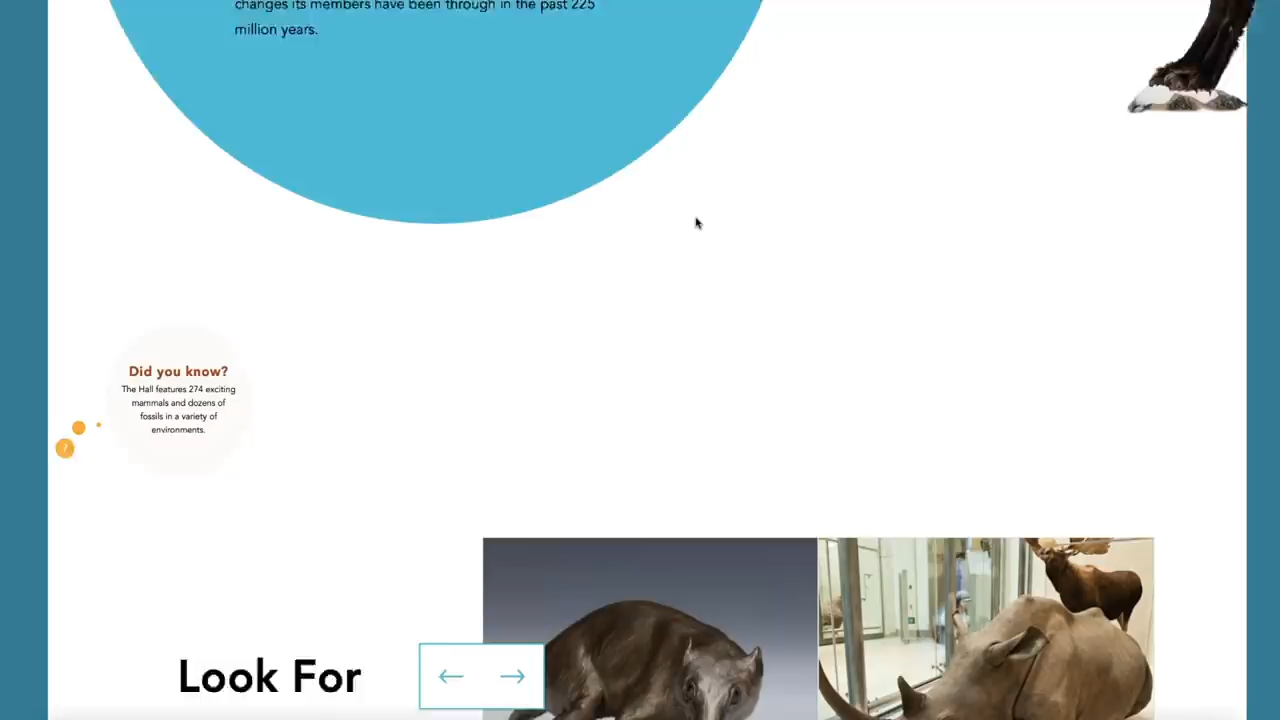 changes its members have been through in the past 225
million years.
Did you know?
The Hall features 274 exciting
mammals and dozens of
fossils in a variety of
environments.
?
Look For